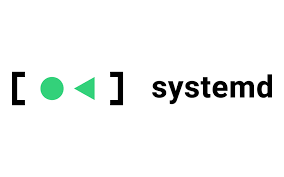 [ ] systemd